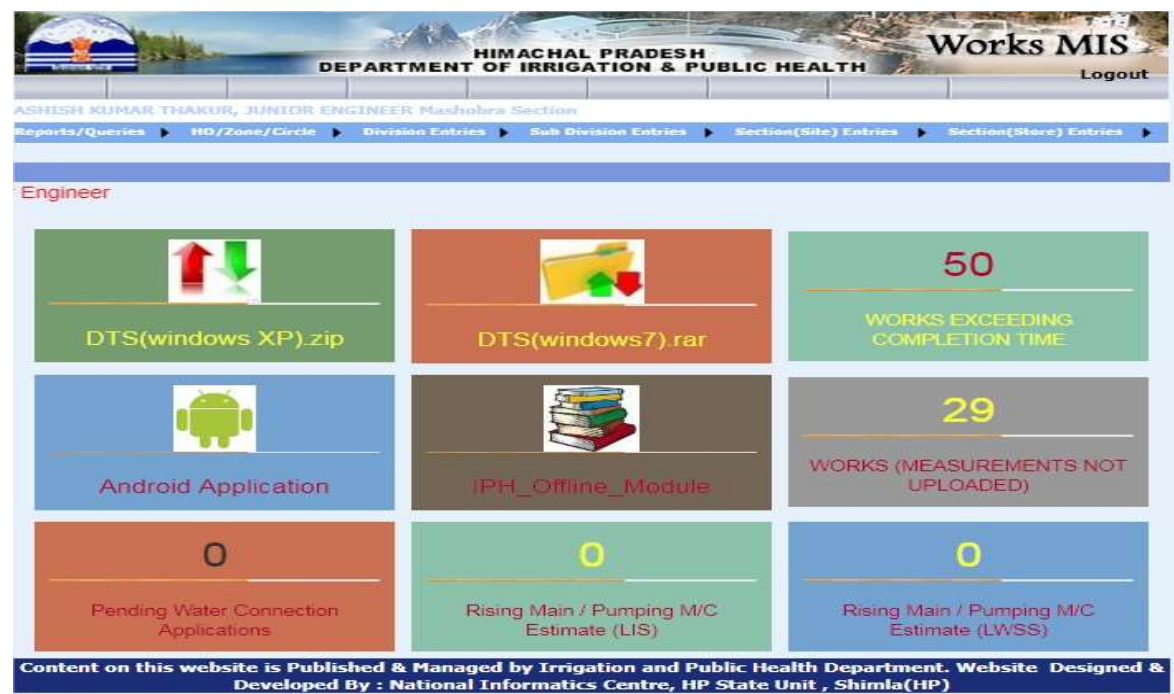 HIMACHAL PRADESH
DEPARTMENT OF IRRIGATION & PUBLIC HEALTH
Works MIS
Logout
ASHISH KUMAR THAKUR, JUNIOR ENGINEER Mashobra Section
Reports/Queries HO/Zone/Circle Division Entries Sub Division Entries Section(Site) Entries Section(Store) Entries
Engineer
DTS(windows XP).zip
DTS(windows7).rar
50
WORKS EXCEEDING
COMPLETION TIME
Android Application
IPH_Offline_Module
29
WORKS (MEASUREMENTS NOT
UPLOADED)
0
Pending Water Connection
Applications
0
Rising Main / Pumping M/C
Estimate (LIS)
0
Rising Main / Pumping M/C
Estimate (LWSS)
Content on this website is Published & Managed by Irrigation and Public Health Department. Website Designed &
Developed By : National Informatics Centre, HP State Unit , Shimla(HP)